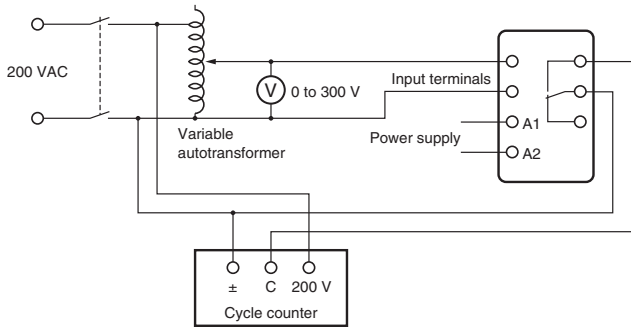 200 VAC
V
0 to 300 V
Variable
autotransformer
Input terminals
Power supply
A1
A2
± C 200 V
Cycle counter